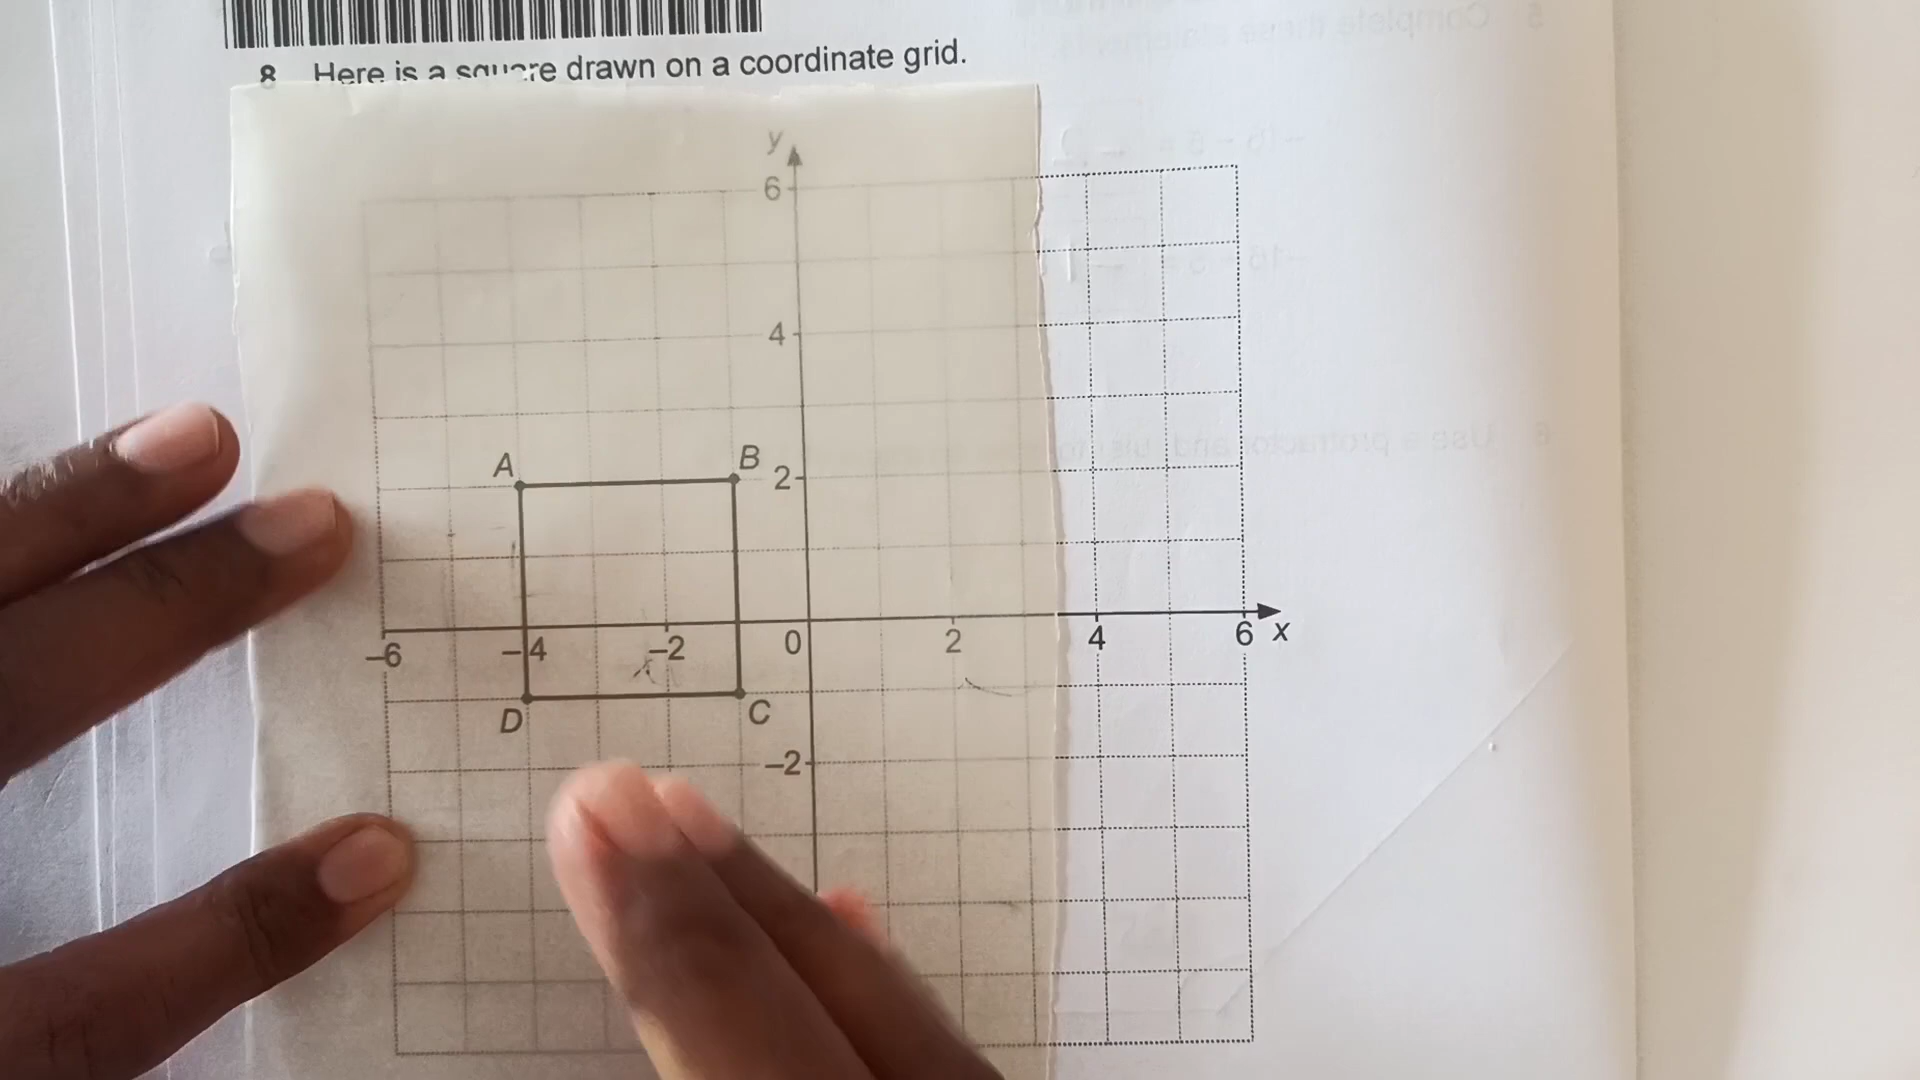 8 Here is a square drawn on a coordinate grid.
y
6
4
A B 2
–6 –4 –2 0 2 4 6 x
D C
–2